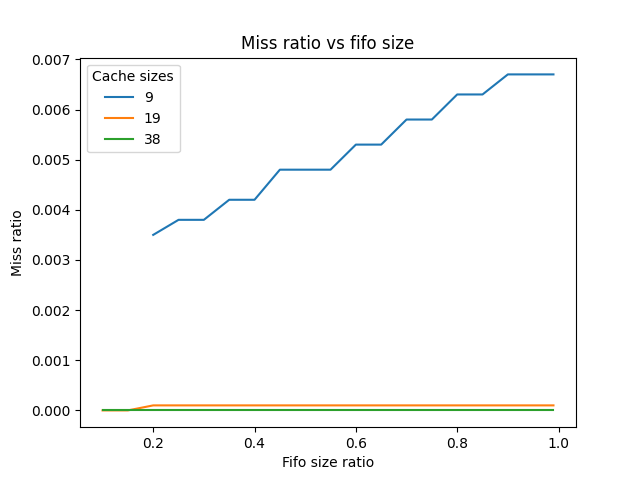 Miss ratio vs fifo size
Cache sizes
9
19
38
Miss ratio
0.007
0.006
0.005
0.004
0.003
0.002
0.001
0.000
0.2 0.4 0.6 0.8 1.0
Fifo size ratio